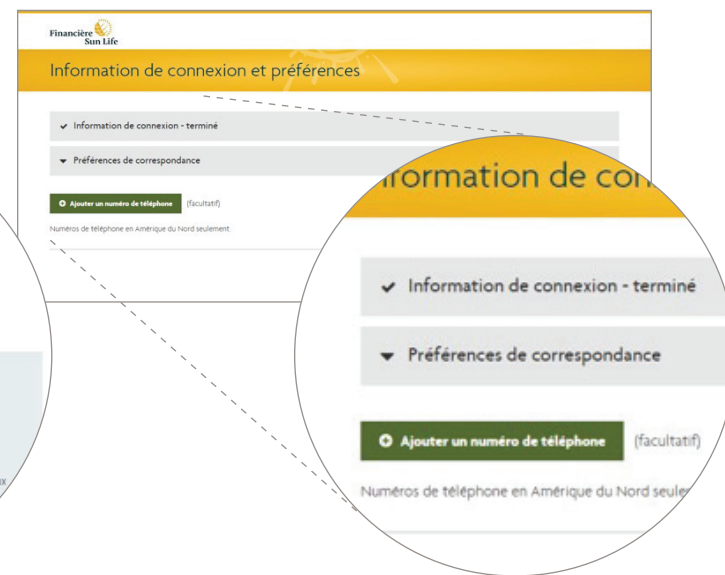 Financière
Sun Life
Information de connexion et préférences
Information de connexion - terminé
Préférences de correspondance
Ajouter un numéro de téléphone (facultatif)
Numéros de téléphone en Amérique du Nord seulement.
Information de con
Information de connexion - terminé
Préférences de correspondance
Ajouter un numéro de téléphone (facultatif)
Numéros de téléphone en Amérique du Nord seule